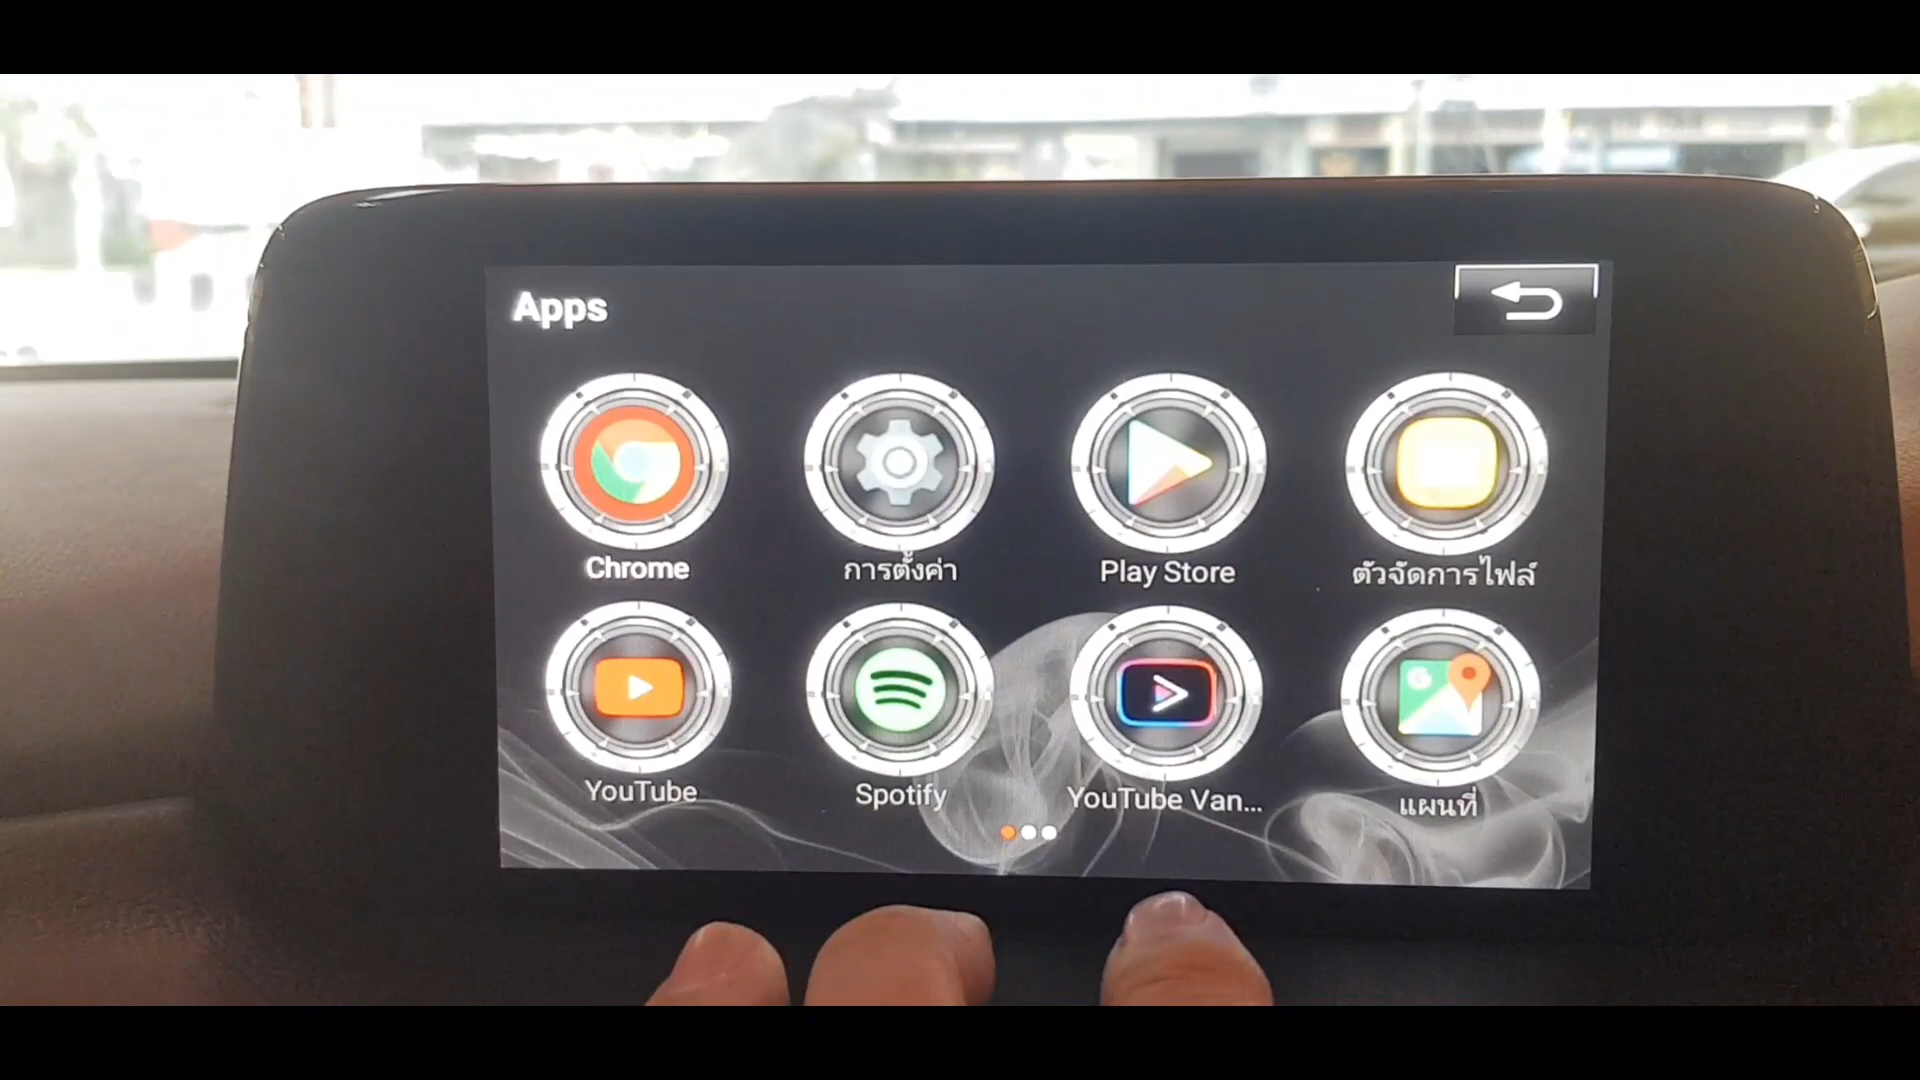 Apps
Chrome
การตั้งค่า
Play Store
ตัวจัดการไฟล์
YouTube
Spotify
YouTube Van...
แผนที่